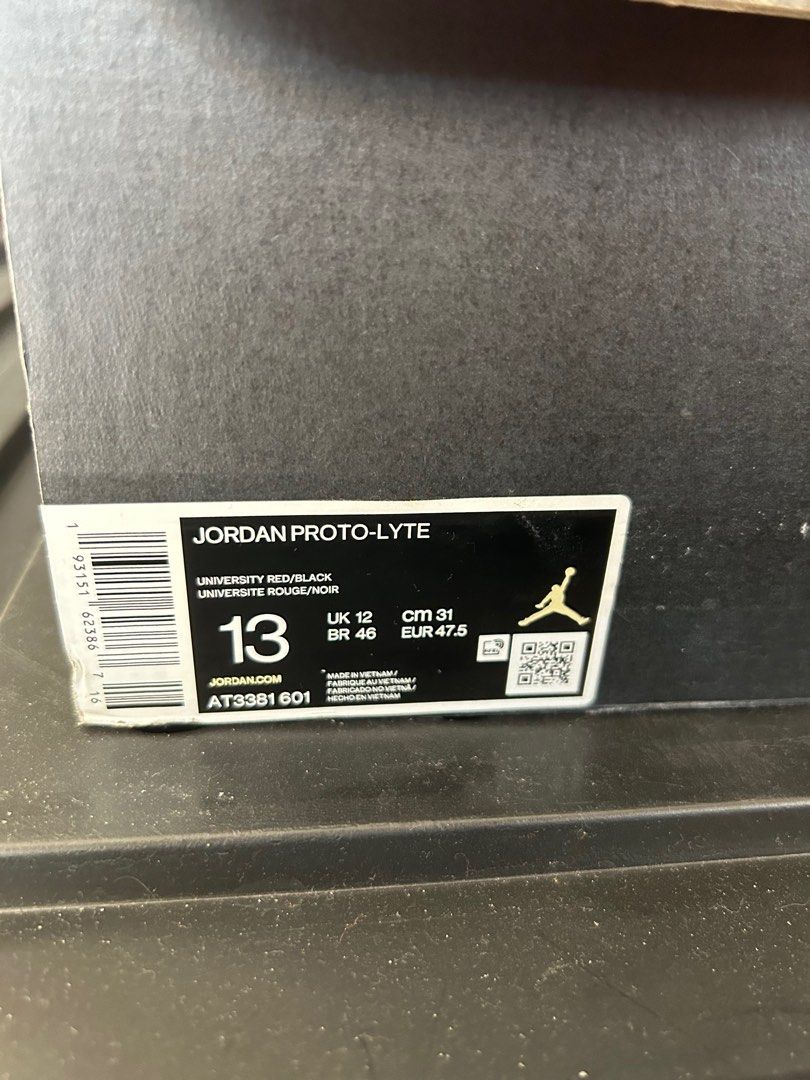 JORDAN PROTO-LYTE
UNIVERSITY RED/BLACK
UNIVERSITE ROUGE/NOIR
13
UK 12 cm 31
BR 46 EUR 47.5
JORDAN.COM
AT3381 601
MADE IN VIETNAM /
FABRIQUE AU VIETNAM /
FABRICADO NO VIETNÃ /
HECHO EN VIETNAM
1 93151 62386 7 16